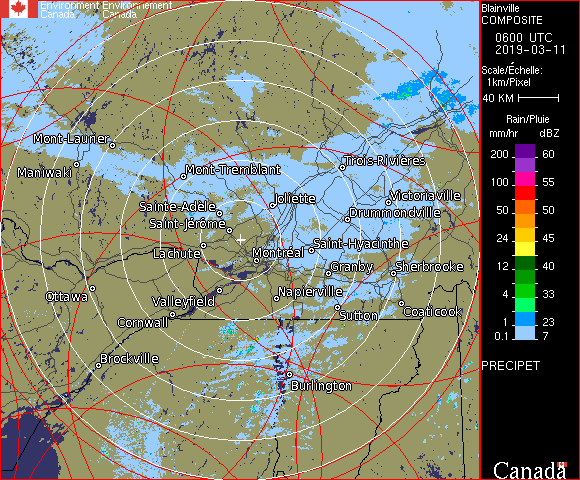 Environment Environnement
Canada Canada
Blainville
COMPOSITE
0600 UTC
2019-03-11
Scale/Échelle:
1km/Pixel
40 KM
Rain/Pluie
mm/hr dBZ
200 60
100 55
50 50
24 45
12 40
4 33
1 23
0.1 7
PRECIPET
Canada
Mont-Laurier
Maniwaki
Mont-Tremblant
Trois-Rivières
Sainte-Adèle
Joliette
Victoriaville
Saint-Jérôme
Drummondville
Lachute
Montréal
Saint-Hyacinthe
Granby
Sherbrooke
Ottawa
Valleyfield
Napierville
Cornwall
Sutton
Coaticook
Brockville
Burlington